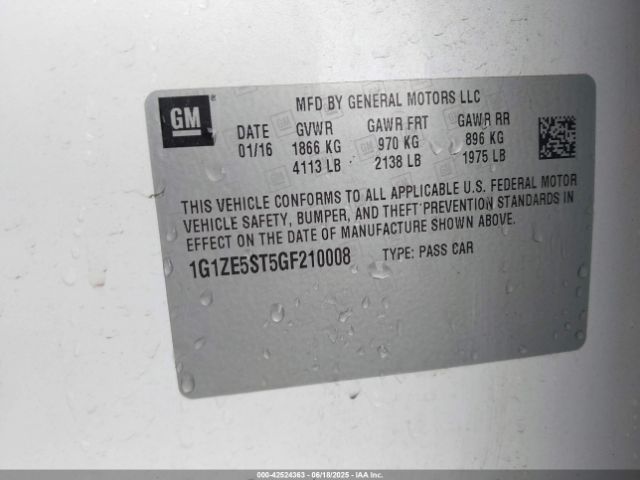 GM
MFD BY GENERAL MOTORS LLC
DATE GVWR GAWR FRT GAWR RR
01/16 1866 KG 970 KG 896 KG
4113 LB 2138 LB 1975 LB
THIS VEHICLE CONFORMS TO ALL APPLICABLE U.S. FEDERAL MOTOR
VEHICLE SAFETY, BUMPER, AND THEFT PREVENTION STANDARDS IN
EFFECT ON THE DATE OF MANUFACTURE SHOWN ABOVE.
1G1ZE5ST5GF210008 TYPE: PASS CAR
000-42524363 - 06/18/2025 - IAAI.COM